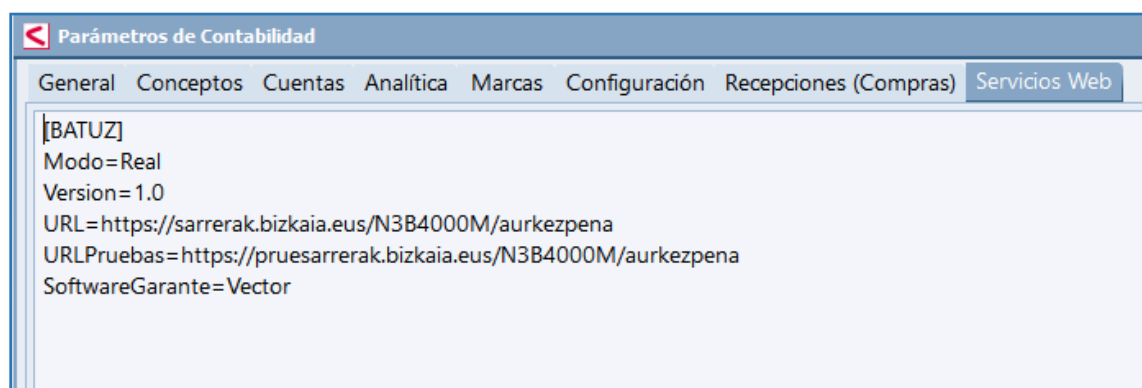 Parámetros de Contabilidad
General Conceptos Cuentas Analítica Marcas Configuración Recepciones (Compras) Servicios Web
[BATUZ]
Modo=Real
Version=1.0
URL=https://sarrerak.bizkaia.eus/N3B4000M/aurkezpena
URLPruebas=https://pruesarrerak.bizkaia.eus/N3B4000M/aurkezpena
SoftwareGarante=Vector